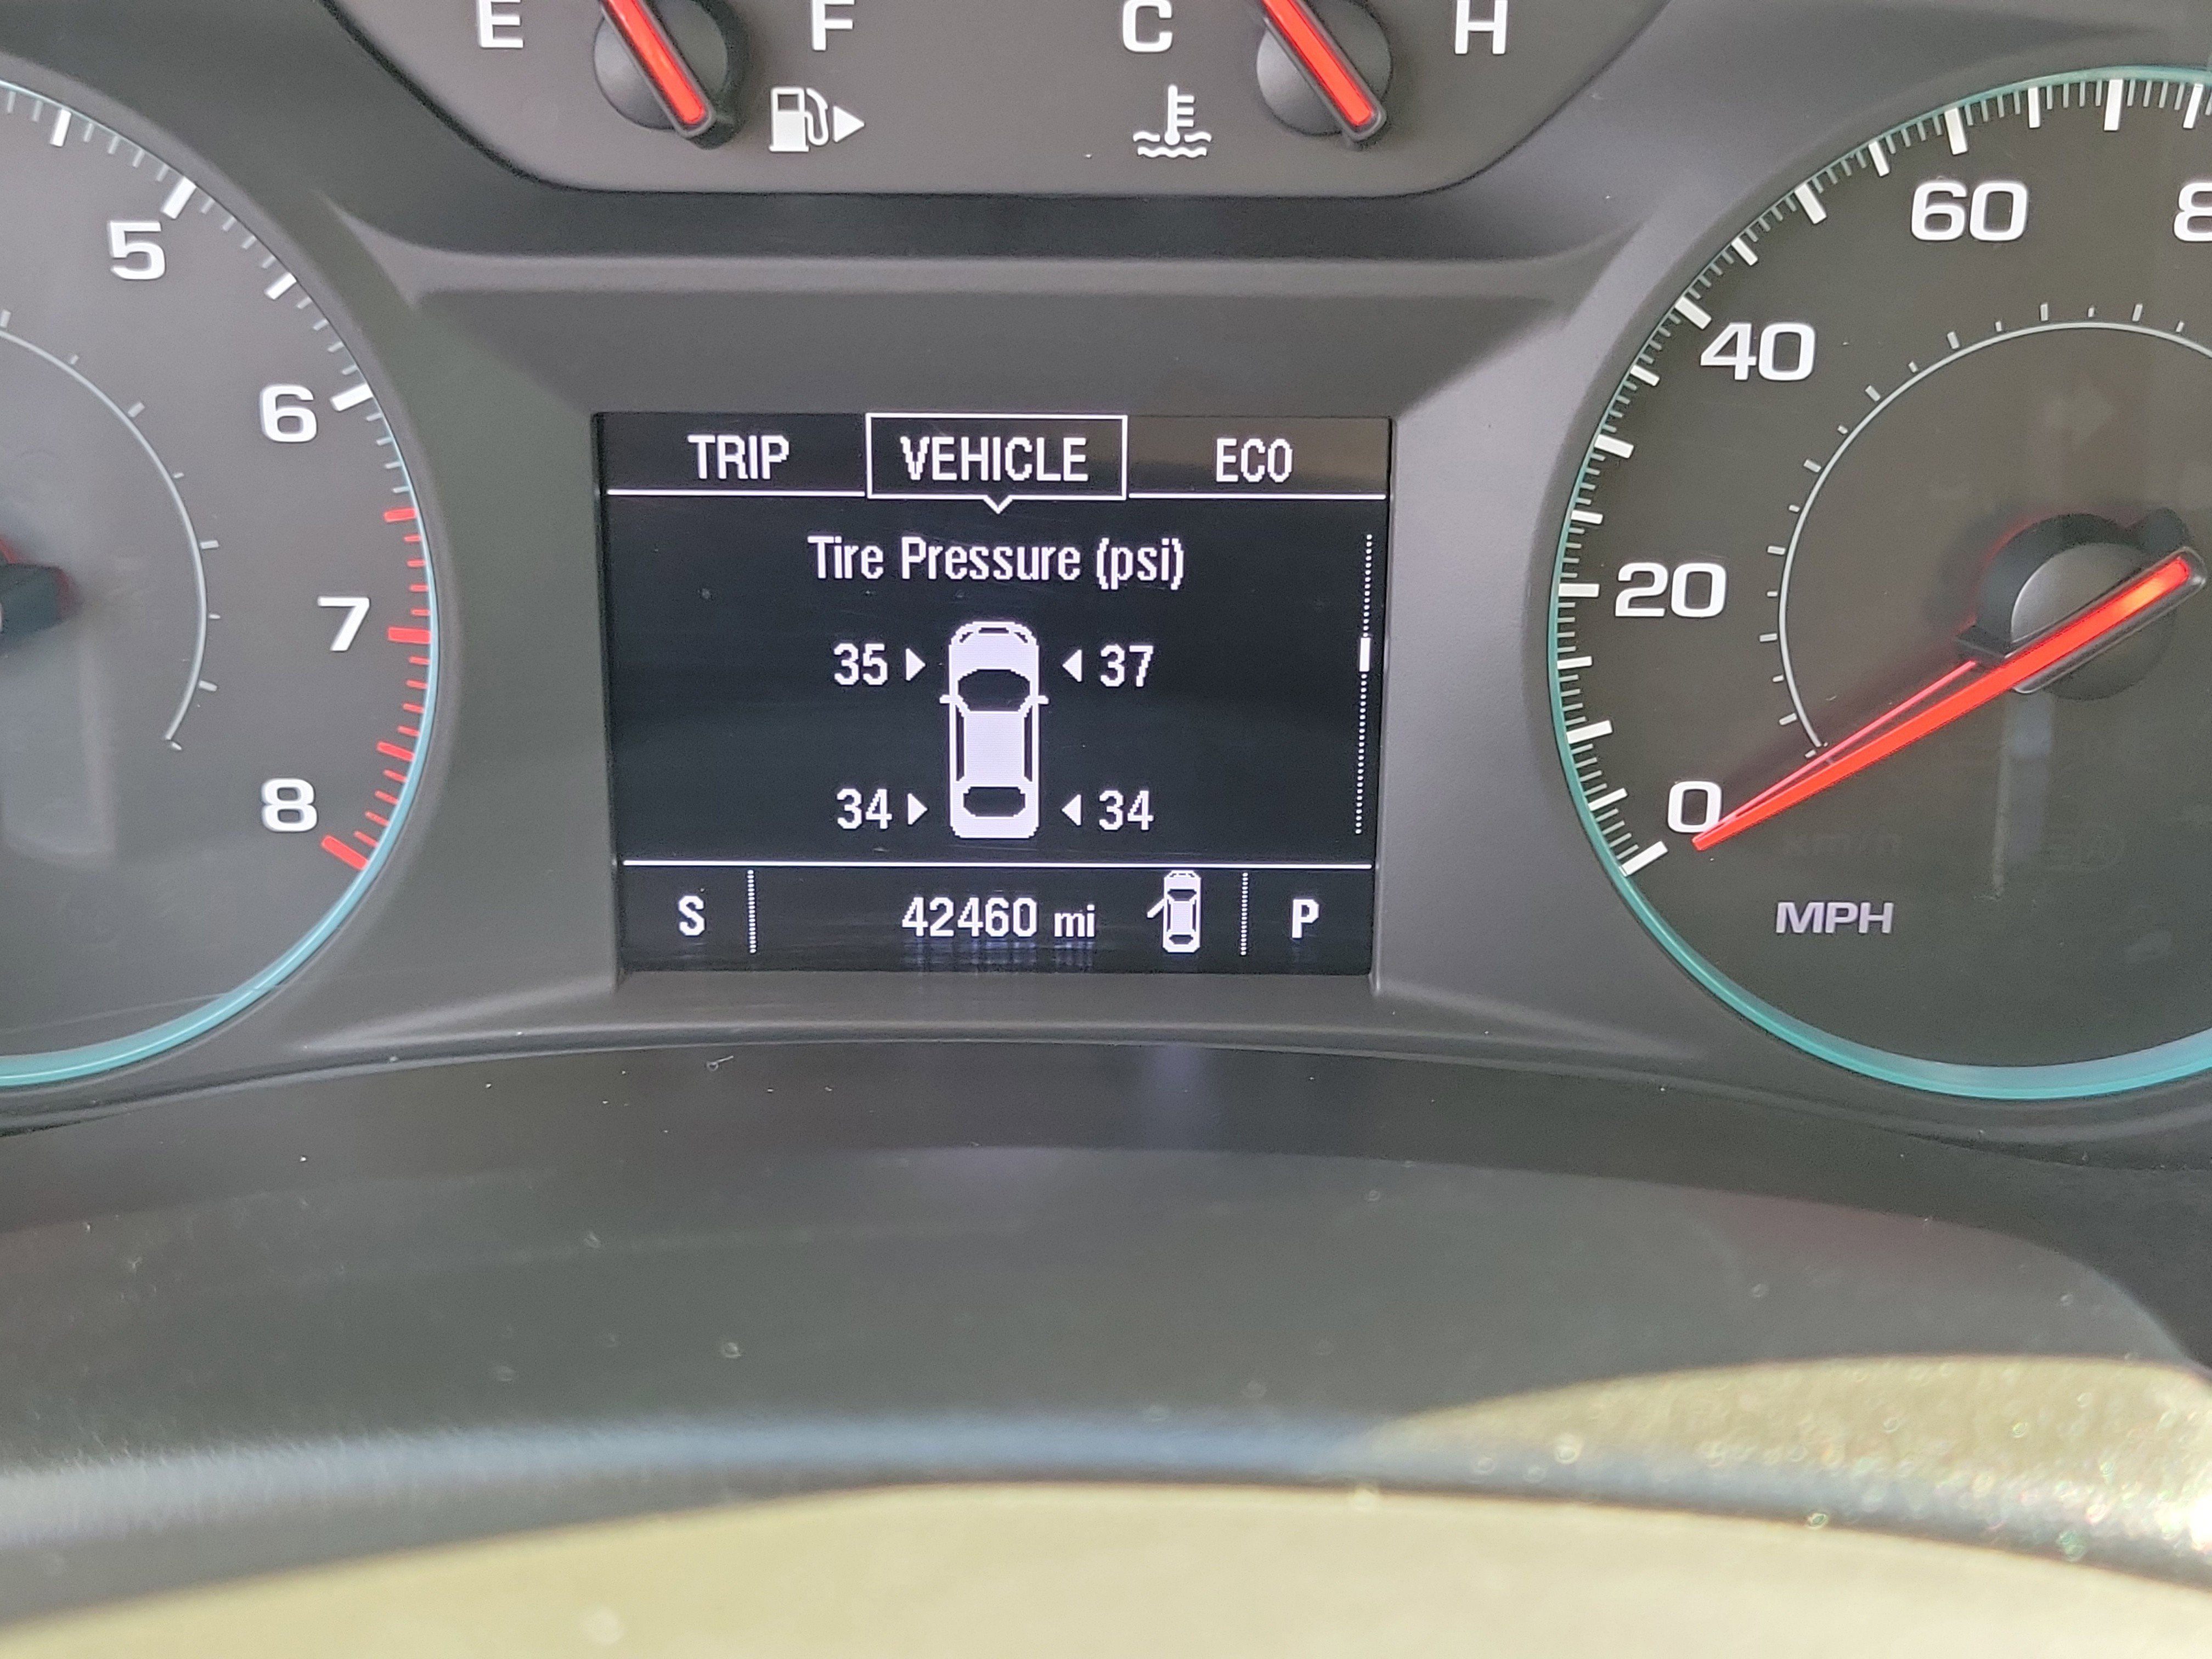 E F C H
5
6
7
8
TRIP VEHICLE ECO
Tire Pressure (psi)
35 37
34 34
S 42460 mi P
60
40
20
0
MPH